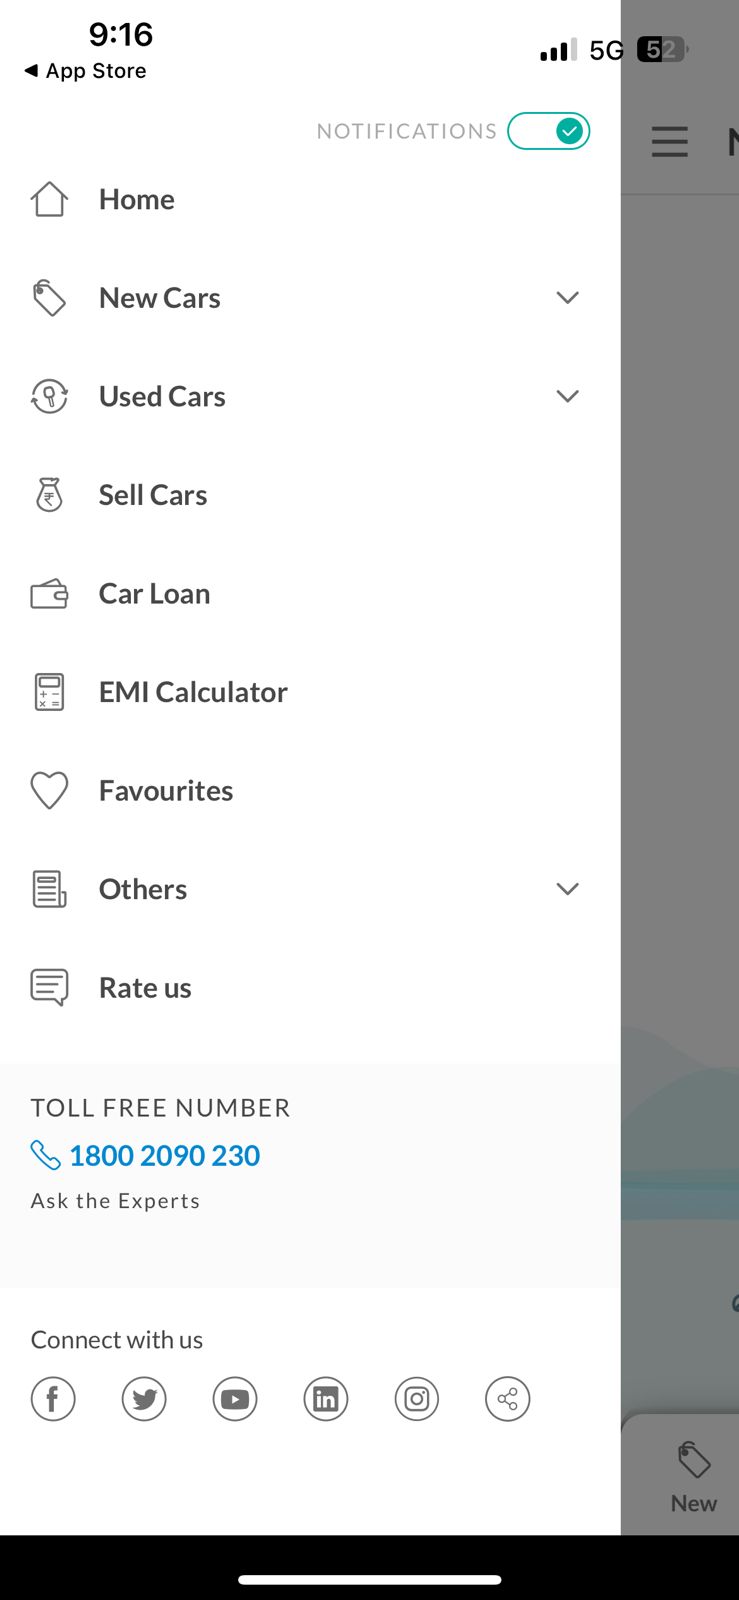 9:16
App Store
5G 52
NOTIFICATIONS
Home
New Cars
Used Cars
Sell Cars
Car Loan
EMI Calculator
Favourites
Others
Rate us
TOLL FREE NUMBER
1800 2090 230
Ask the Experts
Connect with us
New